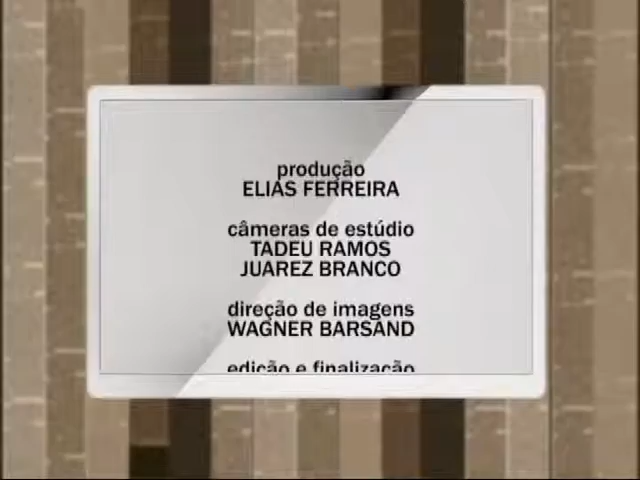 produção
ELIAS FERREIRA
câmeras de estúdio
TADEU RAMOS
JUAREZ BRANCO
direção de imagens
WAGNER BARSAND
edição e finalização